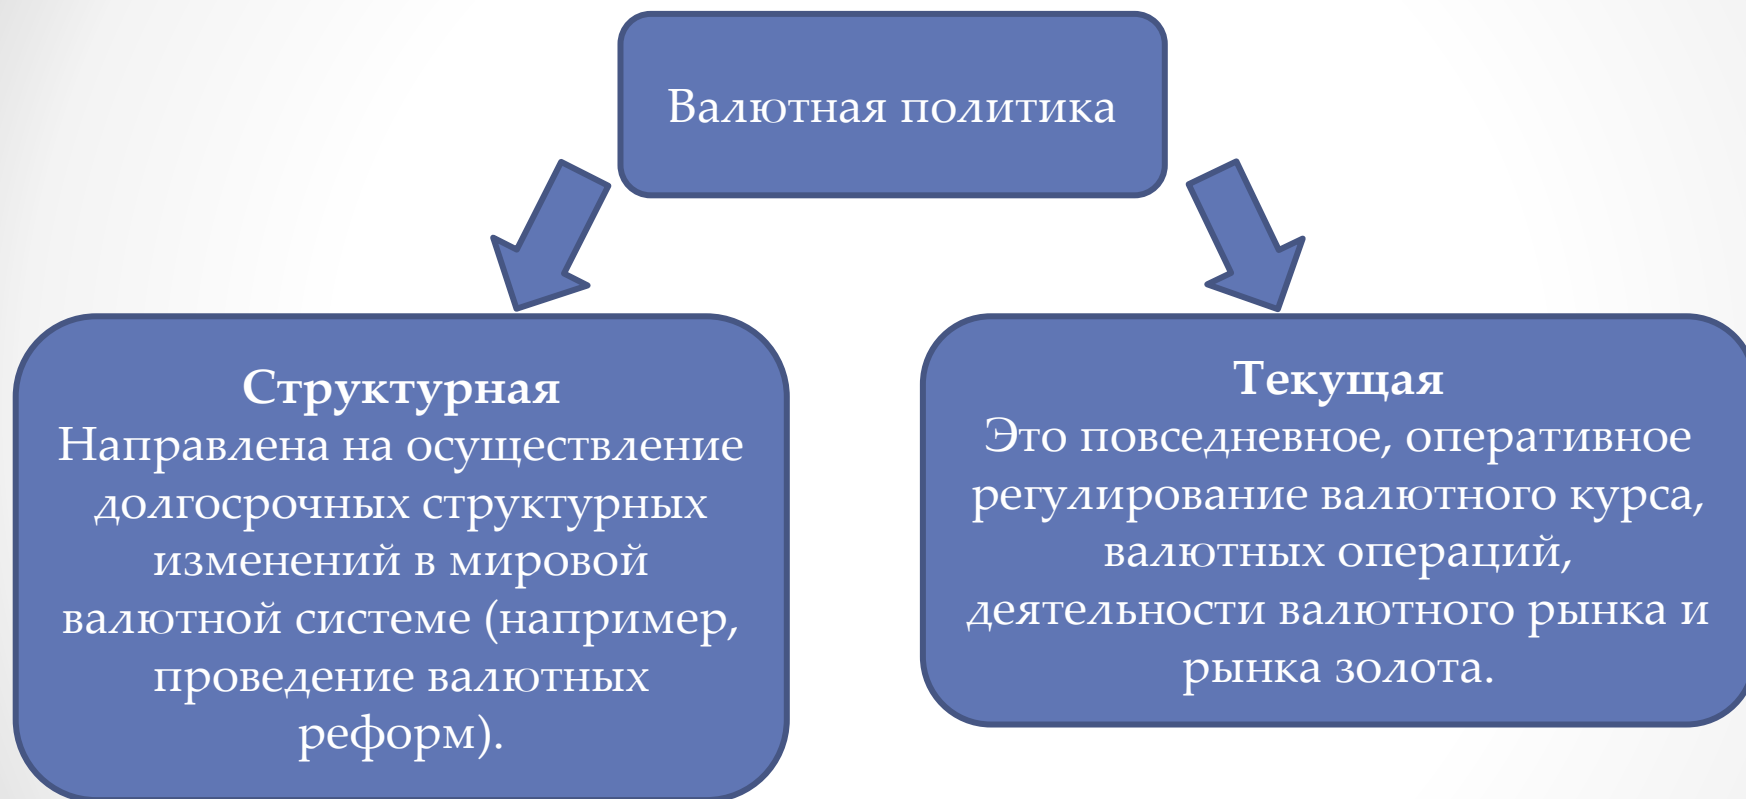 Валютная политика
Структурная
Направлена на осуществление
долгосрочных структурных
изменений в мировой
валютной системе (например,
проведение валютных
реформ).
Текущая
Это повседневное, оперативное
регулирование валютного курса,
валютных операций,
деятельности валютного рынка и
рынка золота.